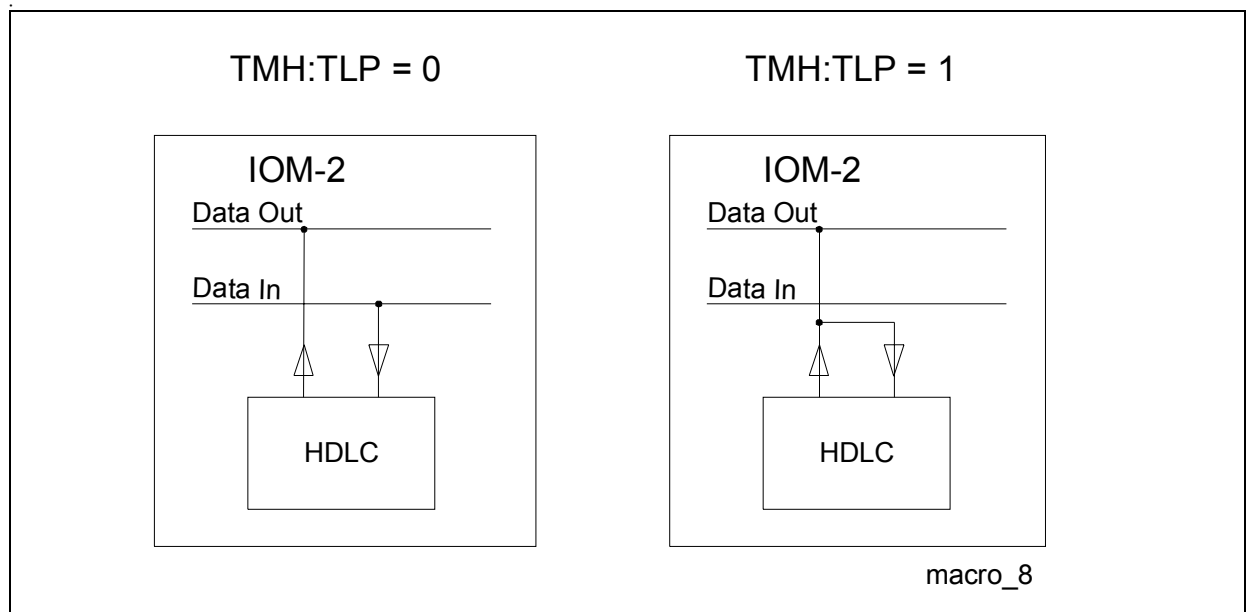 TMH:TLP = 0
TMH:TLP = 1
IOM-2
Data Out
Data In
HDLC
IOM-2
Data Out
Data In
HDLC
macro_8